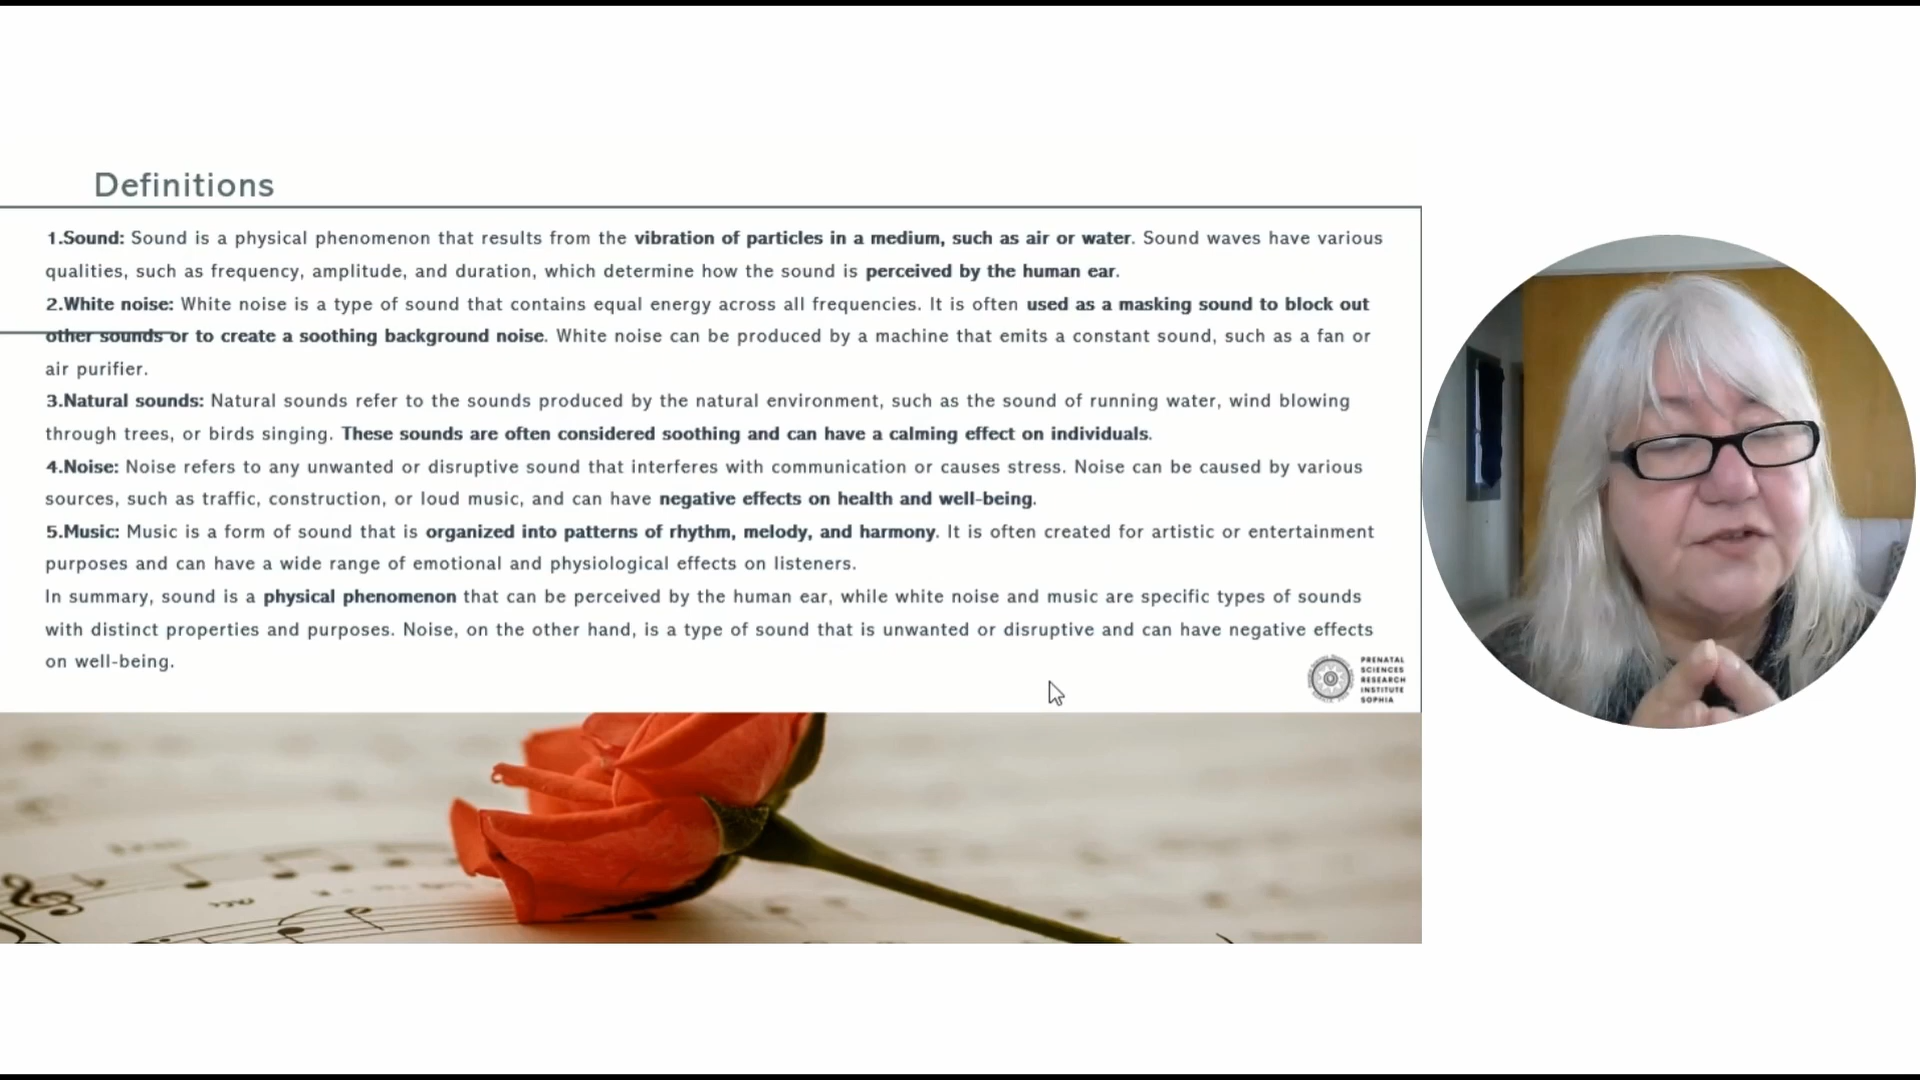 Definitions
1.Sound: Sound is a physical phenomenon that results from the vibration of particles in a medium, such as air or water. Sound waves have various
qualities, such as frequency, amplitude, and duration, which determine how the sound is perceived by the human ear.
2.White noise: White noise is a type of sound that contains equal energy across all frequencies. It is often used as a masking sound to block out
other sounds or to create a soothing background noise. White noise can be produced by a machine that emits a constant sound, such as a fan or
air purifier.
3.Natural sounds: Natural sounds refer to the sounds produced by the natural environment, such as the sound of running water, wind blowing
through trees, or birds singing. These sounds are often considered soothing and can have a calming effect on individuals.
4.Noise: Noise refers to any unwanted or disruptive sound that interferes with communication or causes stress. Noise can be caused by various
sources, such as traffic, construction, or loud music, and can have negative effects on health and well-being.
5.Music: Music is a form of sound that is organized into patterns of rhythm, melody, and harmony. It is often created for artistic or entertainment
purposes and can have a wide range of emotional and physiological effects on listeners.
In summary, sound is a physical phenomenon that can be perceived by the human ear, while white noise and music are specific types of sounds
with distinct properties and purposes. Noise, on the other hand, is a type of sound that is unwanted or disruptive and can have negative effects
on well-being.
PRENATAL
SCIENCES
RESEARCH
INSTITUTE
SOPHIA